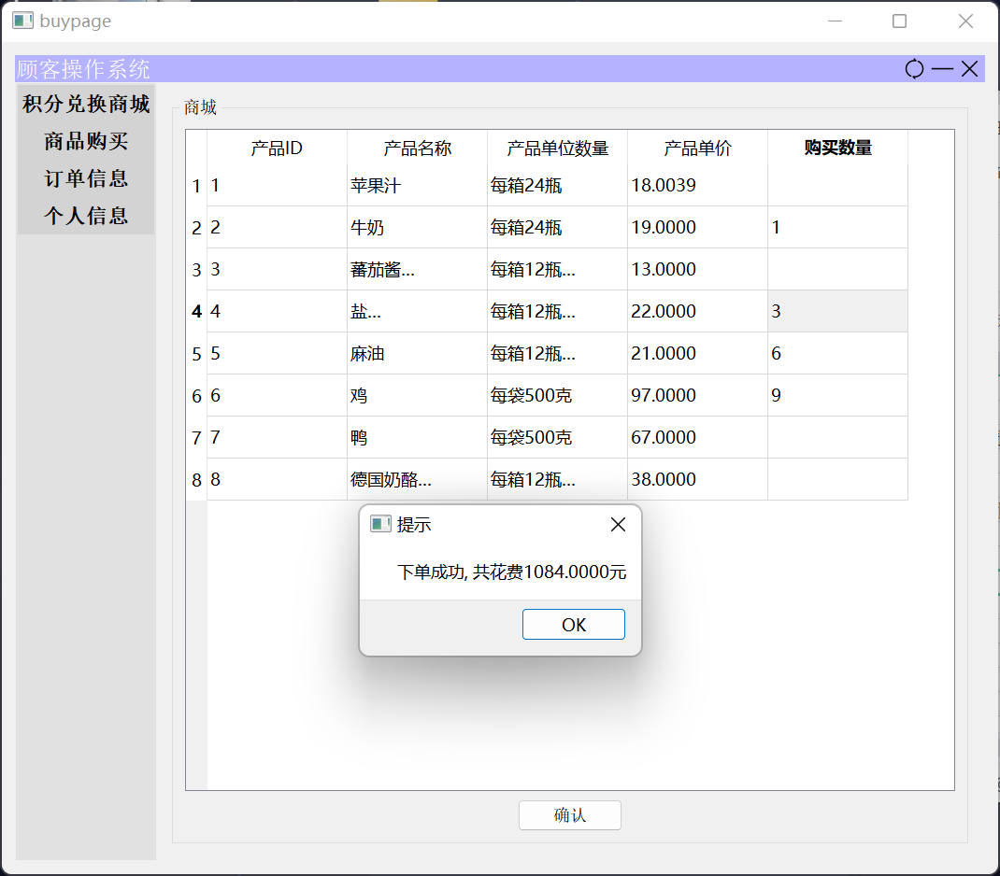 buypage
顾客操作系统
积分兑换商城
商品购买
订单信息
个人信息
商城
产品ID 产品名称 产品单位数量 产品单价 购买数量
1 1 苹果汁 每箱24瓶 18.0039
2 2 牛奶 每箱24瓶 19.0000 1
3 3 蕃茄酱... 每箱12瓶... 13.0000
4 4 盐... 每箱12瓶... 22.0000 3
5 5 麻油 每箱12瓶... 21.0000 6
6 6 鸡 每袋500克 97.0000 9
7 7 鸭 每袋500克 67.0000
8 8 德国奶酪... 每箱12瓶... 38.0000
提示
下单成功, 共花费1084.0000元
OK
确认